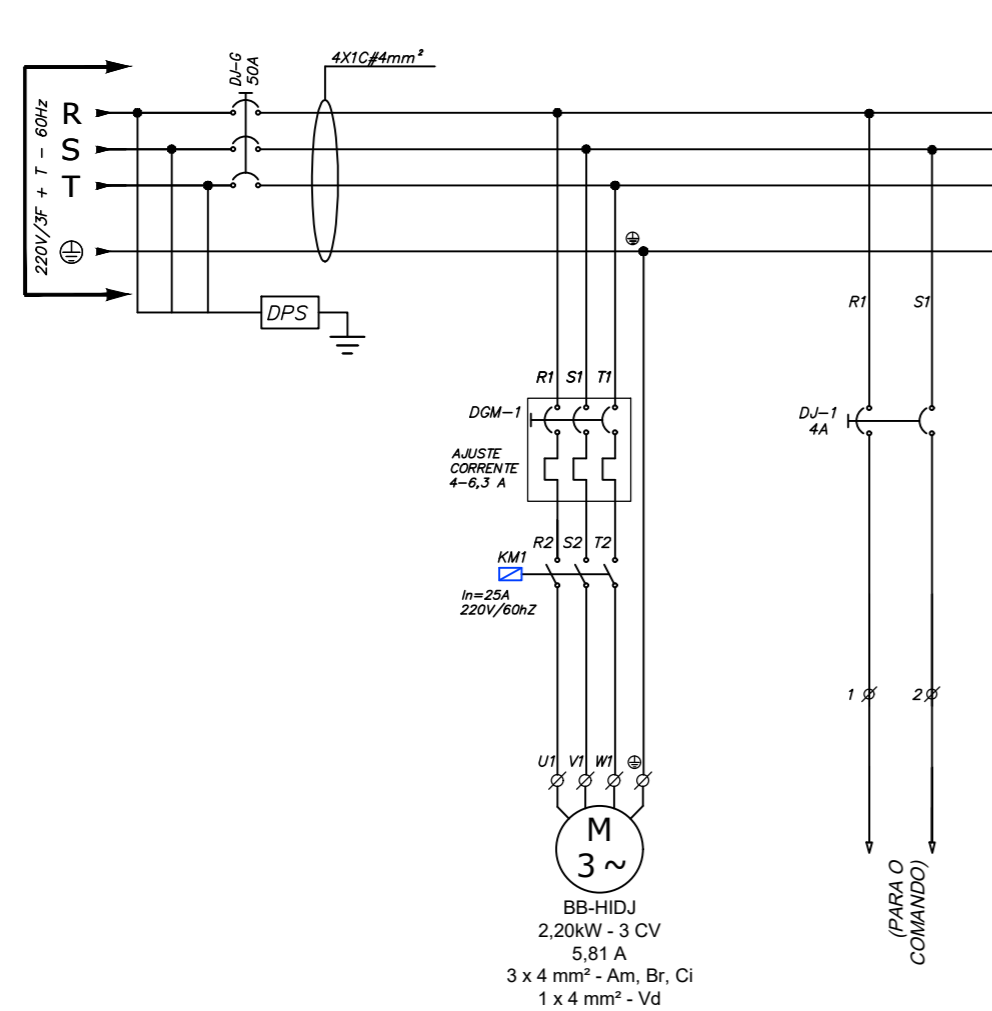 DJ-G
50A
4X1C#4mm²
220V/3F + T - 60Hz
R
S
T
DPS
R1
S1
R1
S1
T1
DGM-1
DJ-1
4A
AJUSTE
CORRENTE
4-6,3 A
R2
S2
T2
KM1
In=25A
220V/60hZ
1
2
U1
V1
W1
M
3 ~
BB-HIDJ
2,20kW - 3 CV
5,81 A
3 x 4 mm² - Am, Br, Ci
1 x 4 mm² - Vd
(PARA O
COMANDO)